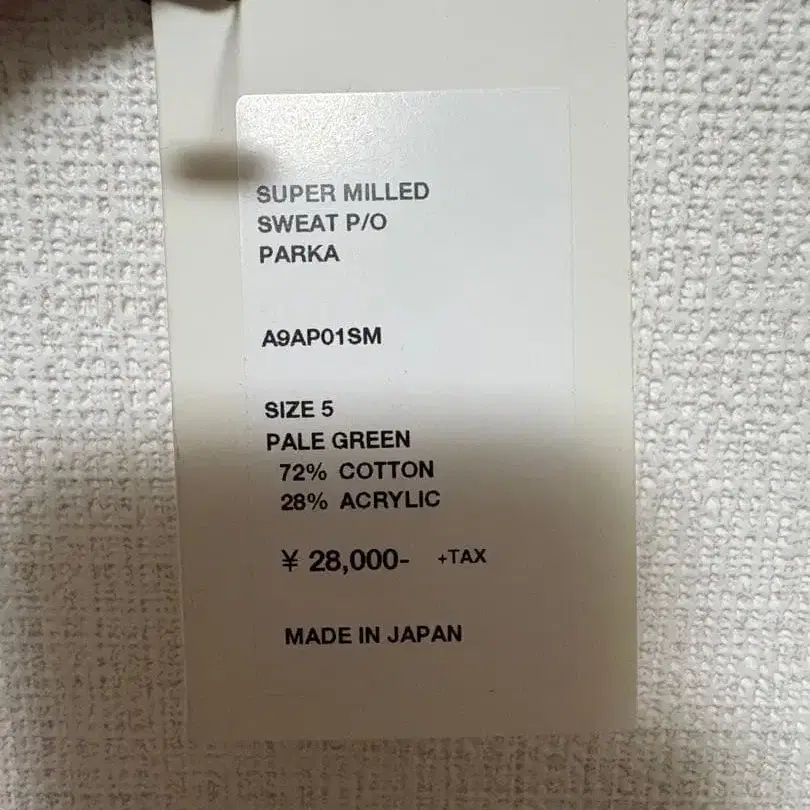 SUPER MILLED
SWEAT P/O
PARKA
A9AP01SM
SIZE 5
PALE GREEN
72% COTTON
28% ACRYLIC
¥ 28,000- +TAX
MADE IN JAPAN